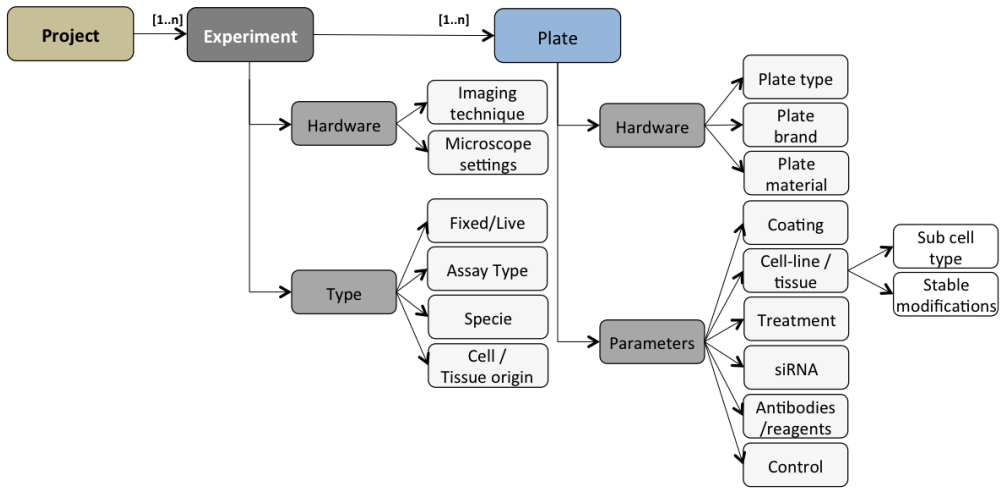 Project
[1..n]
Experiment
[1..n]
Plate
Hardware
Imaging
technique
Microscope
settings
Type
Fixed/Live
Assay Type
Specie
Cell /
Tissue origin
Hardware
Plate type
Plate
brand
Plate
material
Parameters
Coating
Cell-line /
tissue
Sub cell
type
Stable
modifications
Treatment
siRNA
Antibodies
/reagents
Control